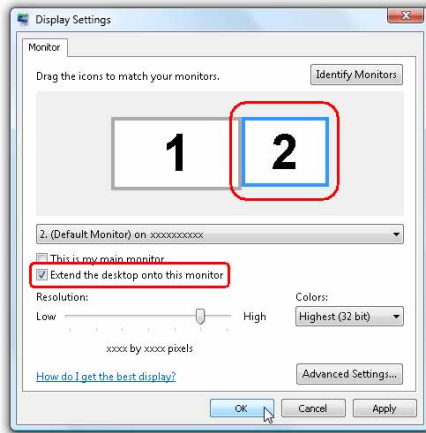 Display Settings
Monitor
Drag the icons to match your monitors.
Identify Monitors
1
2
2. (Default Monitor) on xxxxxxxxxx
This is my main monitor
Extend the desktop onto this monitor
Resolution:
Colors:
Low
High
Highest (32 bit)
xxxx by xxxx pixels
How do I get the best display?
Advanced Settings...
OK
Cancel
Apply